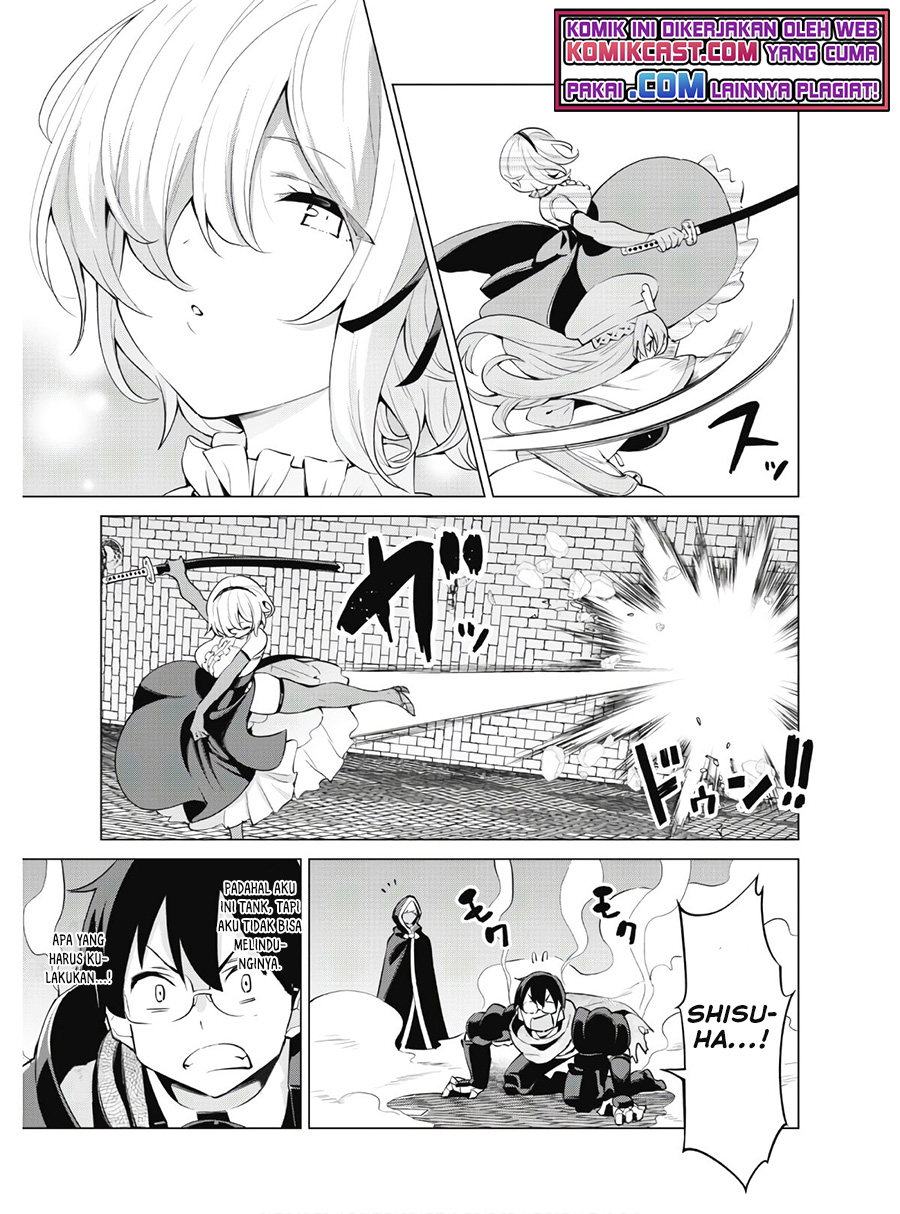 KOMIK INI DIKERJAKAN OLEH WEB
KOMIKCAST.COM YANG CUMA
PAKAI .COM LAINNYA PLAGIAT!
スッ
ガッ
ドゥン!!
PADAHAL AKU
INI TANK, TAPI
AKU TIDAK BISA
MELINDU-
NGINYA.
APA YANG
HARUS KU-
LAKUKAN...!
SHISU-
HA...!